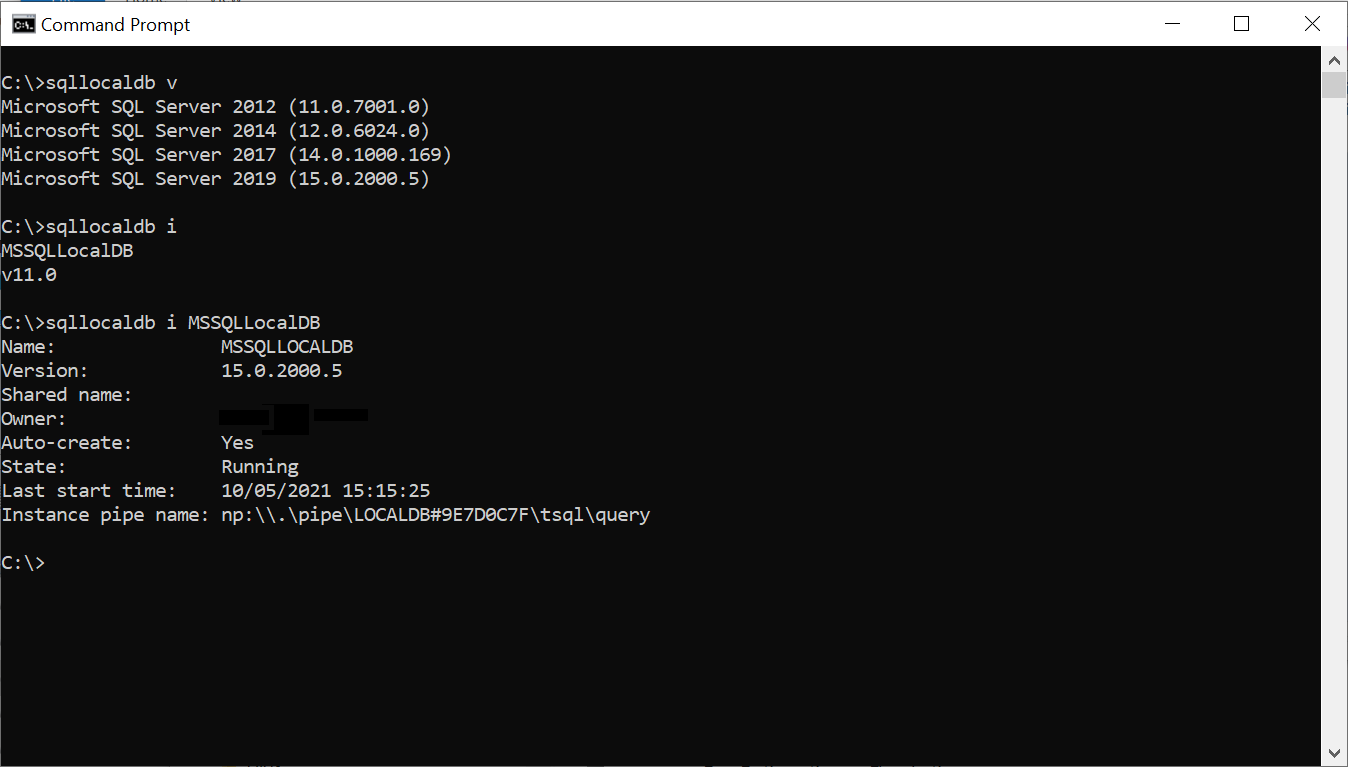 Command Prompt
C:\>sqllocaldb v
Microsoft SQL Server 2012 (11.0.7001.0)
Microsoft SQL Server 2014 (12.0.6024.0)
Microsoft SQL Server 2017 (14.0.1000.169)
Microsoft SQL Server 2019 (15.0.2000.5)
C:\>sqllocaldb i
MSSQLLocalDB
v11.0
C:\>sqllocaldb i MSSQLLocalDB
Name:               MSSQLLOCALDB
Version:            15.0.2000.5
Shared name:
Owner:
Auto-create:        Yes
State:              Running
Last start time:    10/05/2021 15:15:25
Instance pipe name: np:\\.\pipe\LOCALDB#9E7D0C7F\tsql\query
C:\>